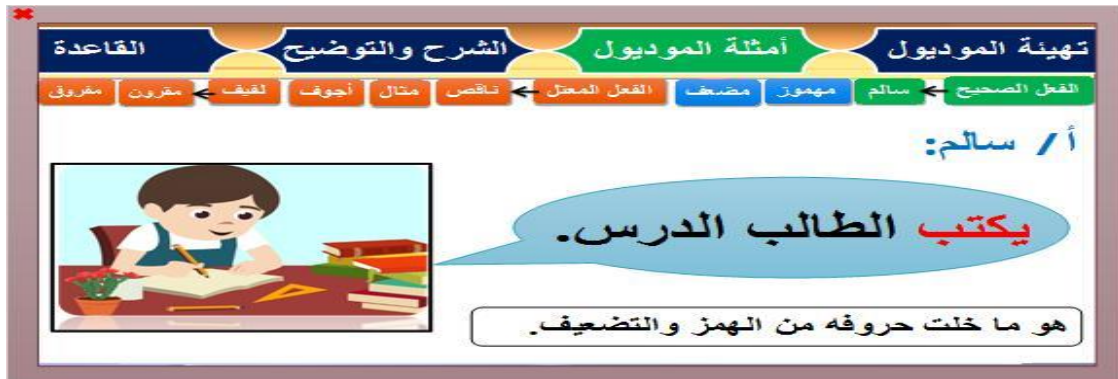 تهيئة الموديول أمثلة الموديول الشرح والتوضيح القاعدة
الفعل الصحيح ← سالم مهموز مضعف الفعل المعتل ← ناقص مثال أجوف لفيف ← مقرون مفروق
أ / سالم:
يكتب الطالب الدرس.
هو ما خلت حروفه من الهمز والتضعيف.